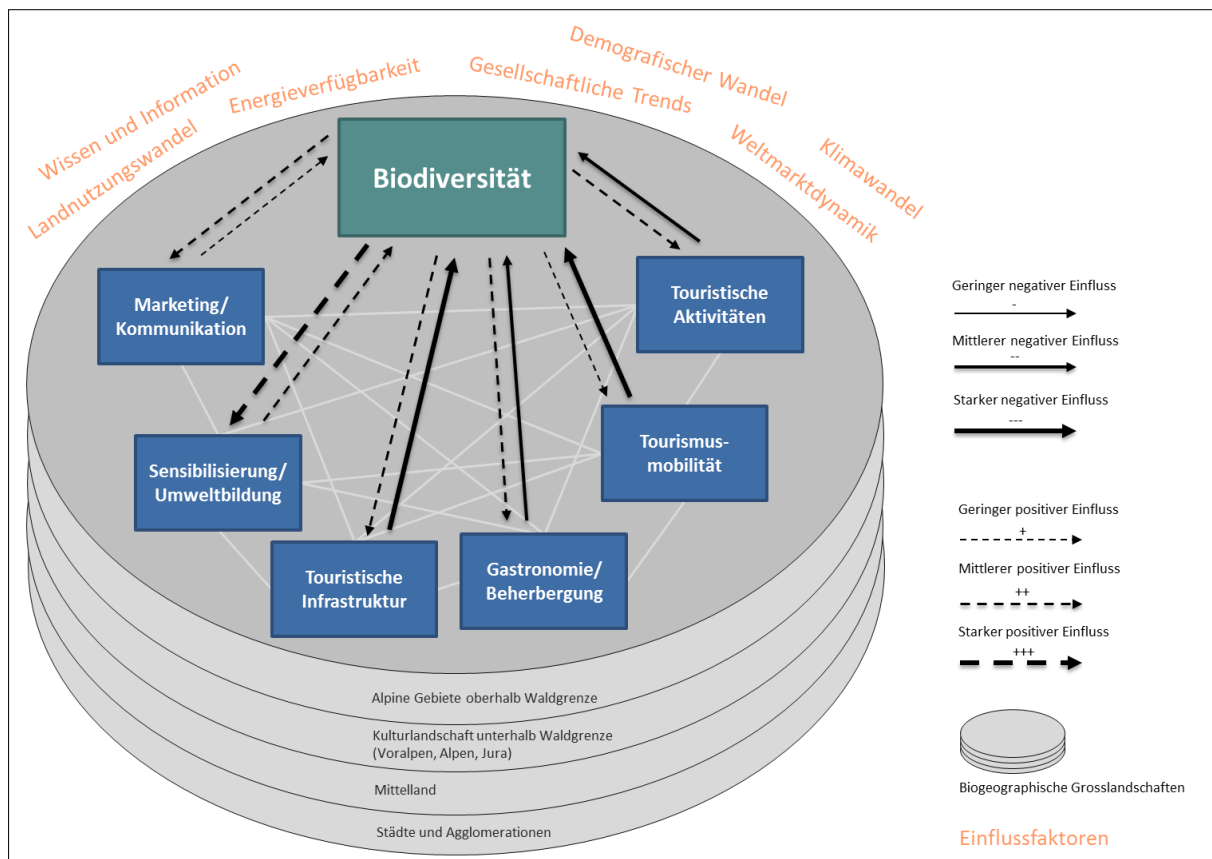 Wissen und Information
Landnutzungswandel
Energieverfügbarkeit
Gesellschaftliche Trends
Demografischer Wandel
Weltmarktdynamik
Klimawandel
Biodiversität
Marketing/
Kommunikation
Touristische
Aktivitäten
Sensibilisierung/
Umweltbildung
Tourismus-
mobilität
Touristische
Infrastruktur
Gastronomie/
Beherbergung
Alpine Gebiete oberhalb Waldgrenze
Kulturlandschaft unterhalb Waldgrenze
(Voralpen, Alpen, Jura)
Mittelland
Städte und Agglomerationen
Geringer negativer Einfluss
-
Mittlerer negativer Einfluss
--
Starker negativer Einfluss
---
Geringer positiver Einfluss
+
Mittlerer positiver Einfluss
++
Starker positiver Einfluss
+++
Biogeographische Grosslandschaften
Einflussfaktoren